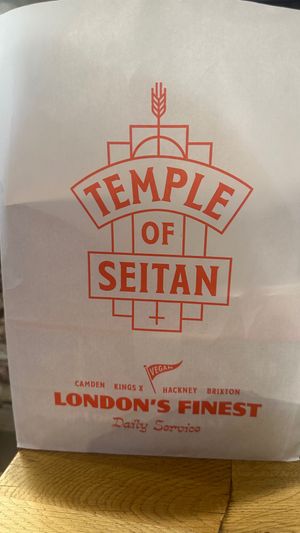 TEMPLE
OF
SEITAN
VEGAN
CAMDEN KINGS X HACKNEY BRIXTON
LONDON'S FINEST
Daily Service